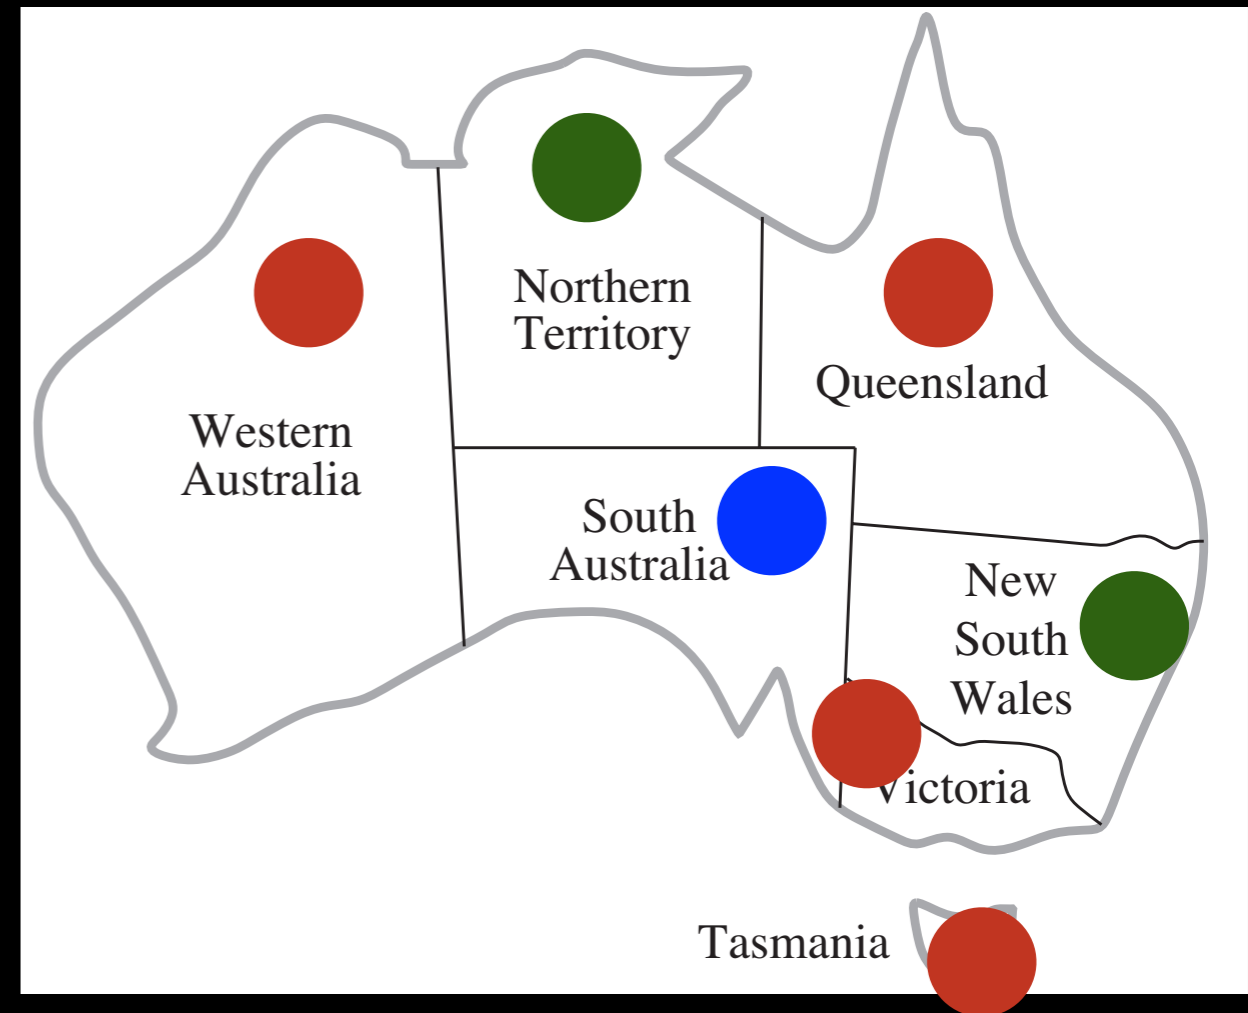 Northern
Territory
Queensland
Western
Australia
South
Australia
New
South
Wales
Victoria
Tasmania